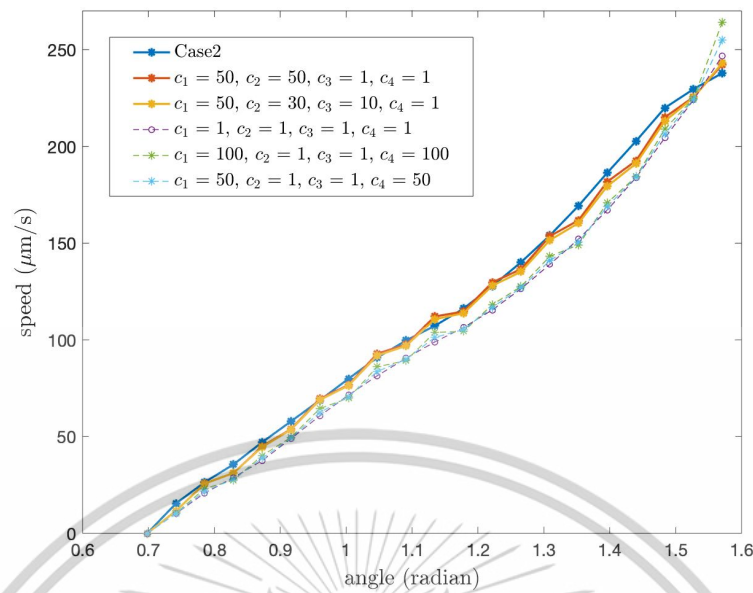 250
200
150
100
50
0
speed (μm/s)
Case2
c₁ = 50, c₂ = 50, c₃ = 1, c₄ = 1
c₁ = 50, c₂ = 30, c₃ = 10, c₄ = 1
c₁ = 1, c₂ = 1, c₃ = 1, c₄ = 1
c₁ = 100, c₂ = 1, c₃ = 1, c₄ = 100
c₁ = 50, c₂ = 1, c₃ = 1, c₄ = 50
0.6 0.7 0.8 0.9 1 1.1 1.2 1.3 1.4 1.5 1.6
angle (radian)